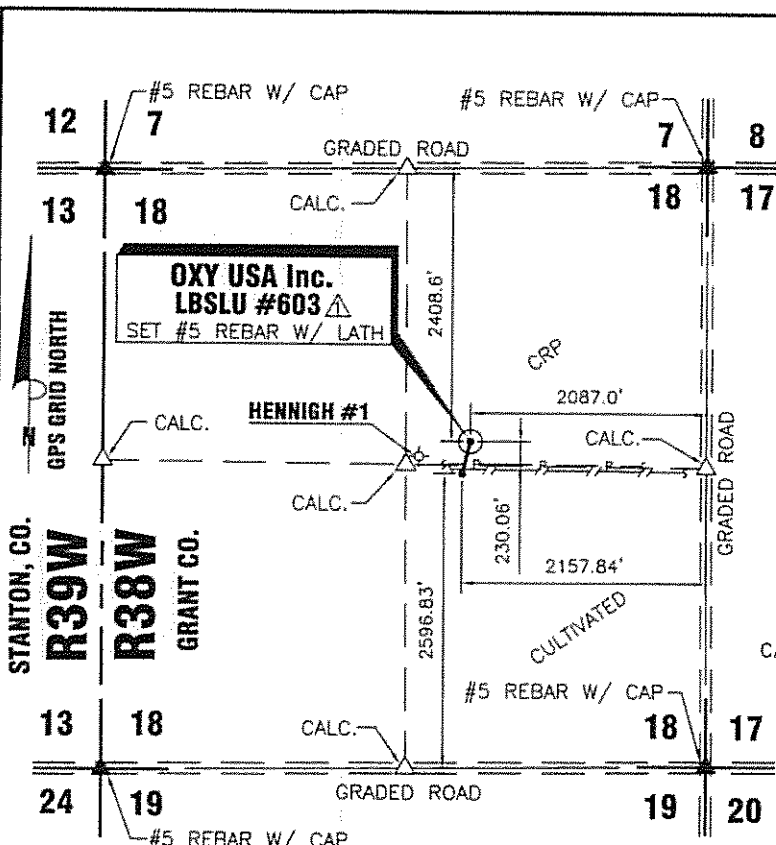 #5 REBAR W/ CAP
#5 REBAR W/ CAP
12 7
7 8
GRADED ROAD
CALC.
13 18
18 17
OXY USA Inc.
LBSLU #603 1
SET #5 REBAR W/ LATH
2408.6'
GPS GRID NORTH
CRP
2087.0'
CALC.
HENNIGH #1
CALC.
CALC.
GRADED ROAD
230.06'
2157.84'
2596.83'
CULTIVATED
STANTON, CO.
R39W
R38W
GRANT CO.
CA
#5 REBAR W/ CAP
13 18
CALC.
18 17
GRADED ROAD
24 19
19 20
#5 REBAR W/ CAP